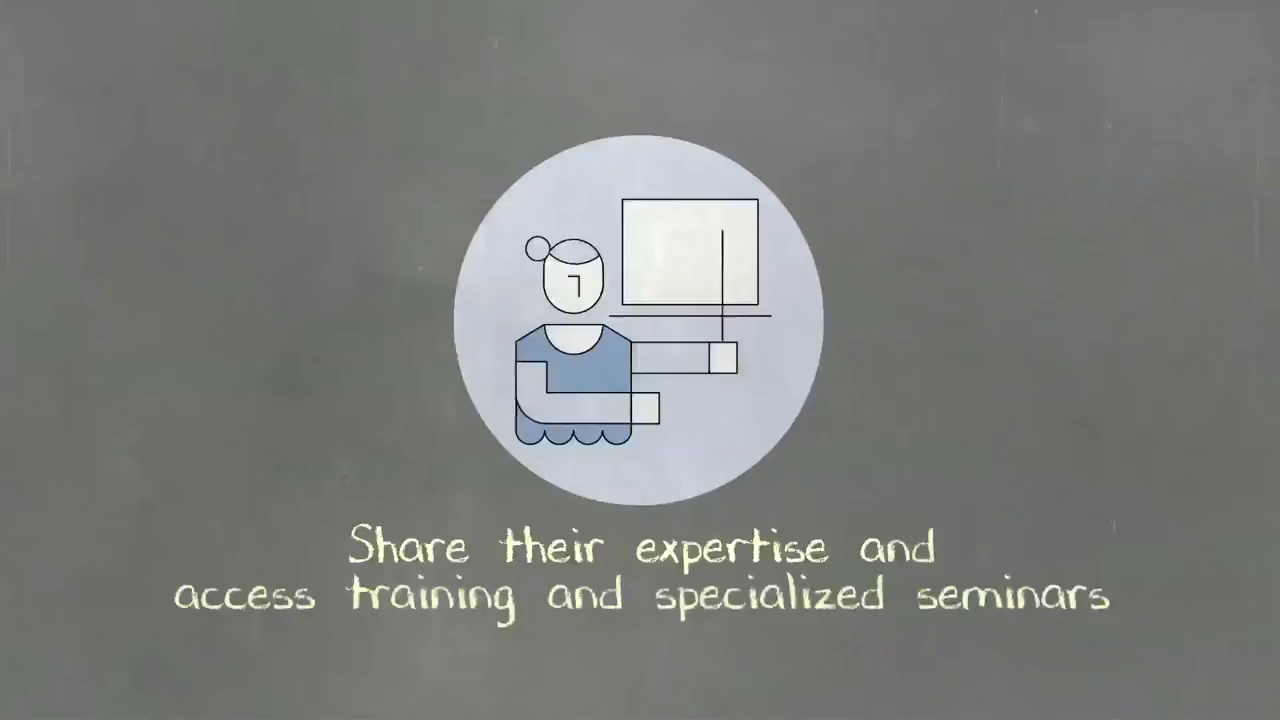 Share their expertise and
access training and specialized seminars